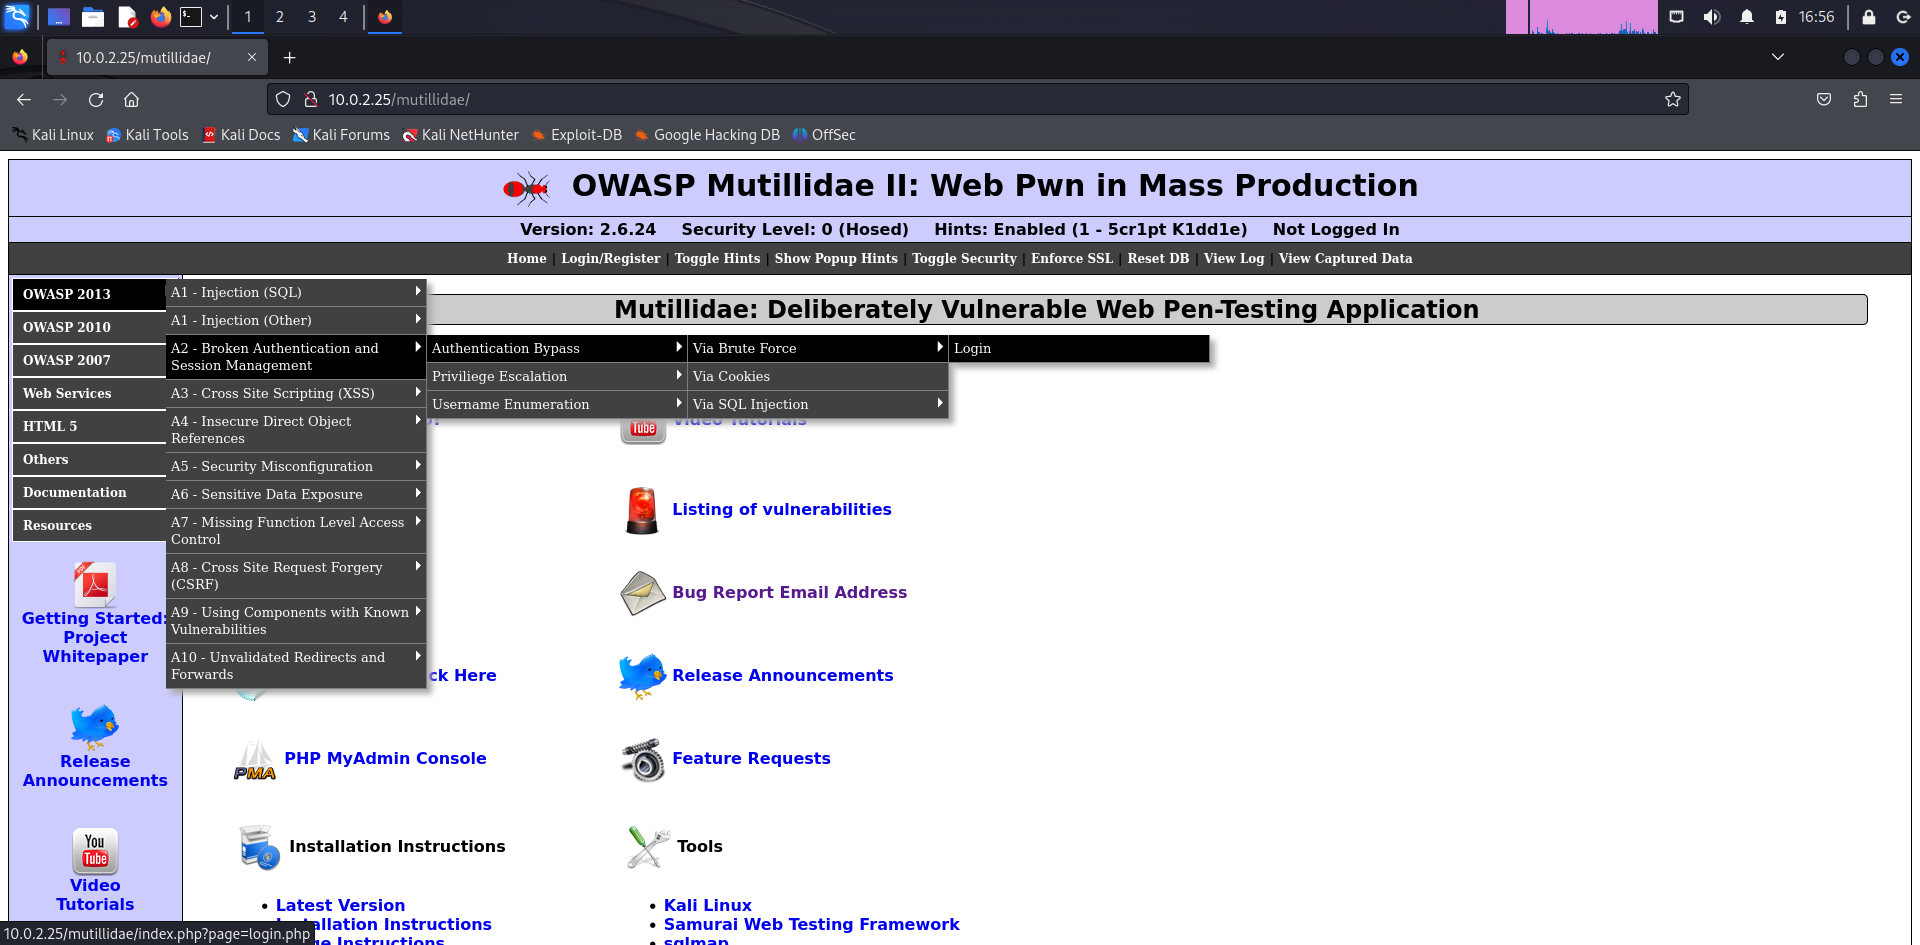 1 2 3 4 16:56
10.0.2.25/mutillidae/
10.0.2.25/mutillidae/
Kali Linux Kali Tools Kali Docs Kali Forums Kali NetHunter Exploit-DB Google Hacking DB OffSec
OWASP Mutillidae II: Web Pwn in Mass Production
Version: 2.6.24 Security Level: 0 (Hosed) Hints: Enabled (1 - 5cr1pt K1dd1e) Not Logged In
Home | Login/Register | Toggle Hints | Show Popup Hints | Toggle Security | Enforce SSL | Reset DB | View Log | View Captured Data
OWASP 2013
OWASP 2010
OWASP 2007
Web Services
HTML 5
Others
Documentation
Resources
A1 - Injection (SQL)
A1 - Injection (Other)
A2 - Broken Authentication and
Session Management
A3 - Cross Site Scripting (XSS)
A4 - Insecure Direct Object
References
A5 - Security Misconfiguration
A6 - Sensitive Data Exposure
A7 - Missing Function Level Access
Control
A8 - Cross Site Request Forgery
(CSRF)
A9 - Using Components with Known
Vulnerabilities
A10 - Unvalidated Redirects and
Forwards
Authentication Bypass
Priviliege Escalation
Username Enumeration
Via Brute Force
Via Cookies
Via SQL Injection
Login
Mutillidae: Deliberately Vulnerable Web Pen-Testing Application
Tube
Video Tutorials
Listing of vulnerabilities
Bug Report Email Address
ck Here
Release Announcements
PMA
PHP MyAdmin Console
Feature Requests
Installation Instructions
Tools
Latest Version
tallation Instructions
ge Instructions
Kali Linux
Samurai Web Testing Framework
sqlmap
PDF
Getting Started:
Project
Whitepaper
Release
Announcements
You
Tube
Video
Tutorials
10.0.2.25/mutillidae/index.php?page=login.php